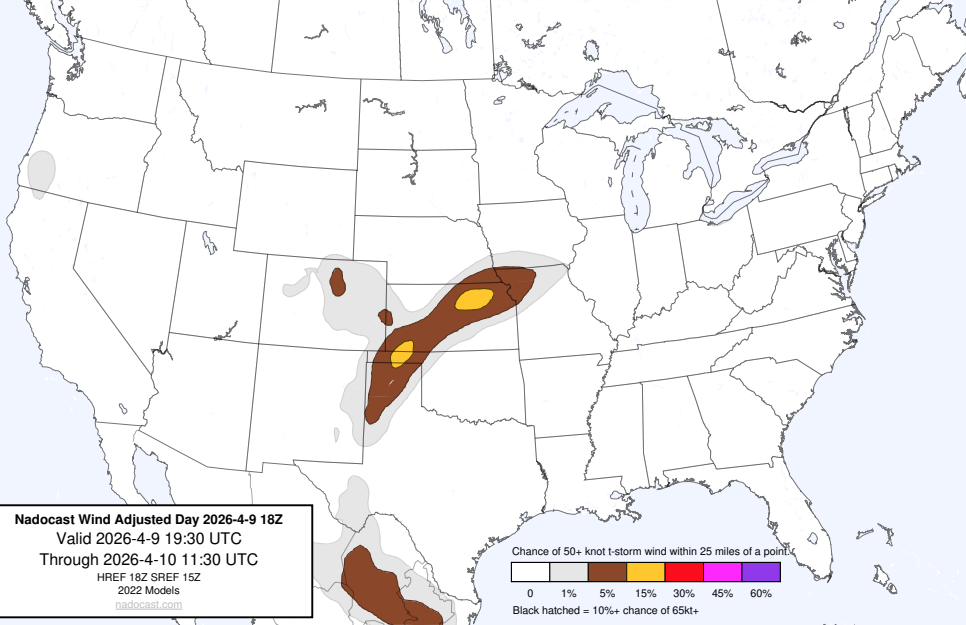 Nadocast Wind Adjusted Day 2026-4-9 18Z
Valid 2026-4-9 19:30 UTC
Through 2026-4-10 11:30 UTC
HREF 18Z SREF 15Z
2022 Models
nadocast.com
Chance of 50+ knot t-storm wind within 25 miles of a point.
0 1% 5% 15% 30% 45% 60%
Black hatched = 10%+ chance of 65kt+